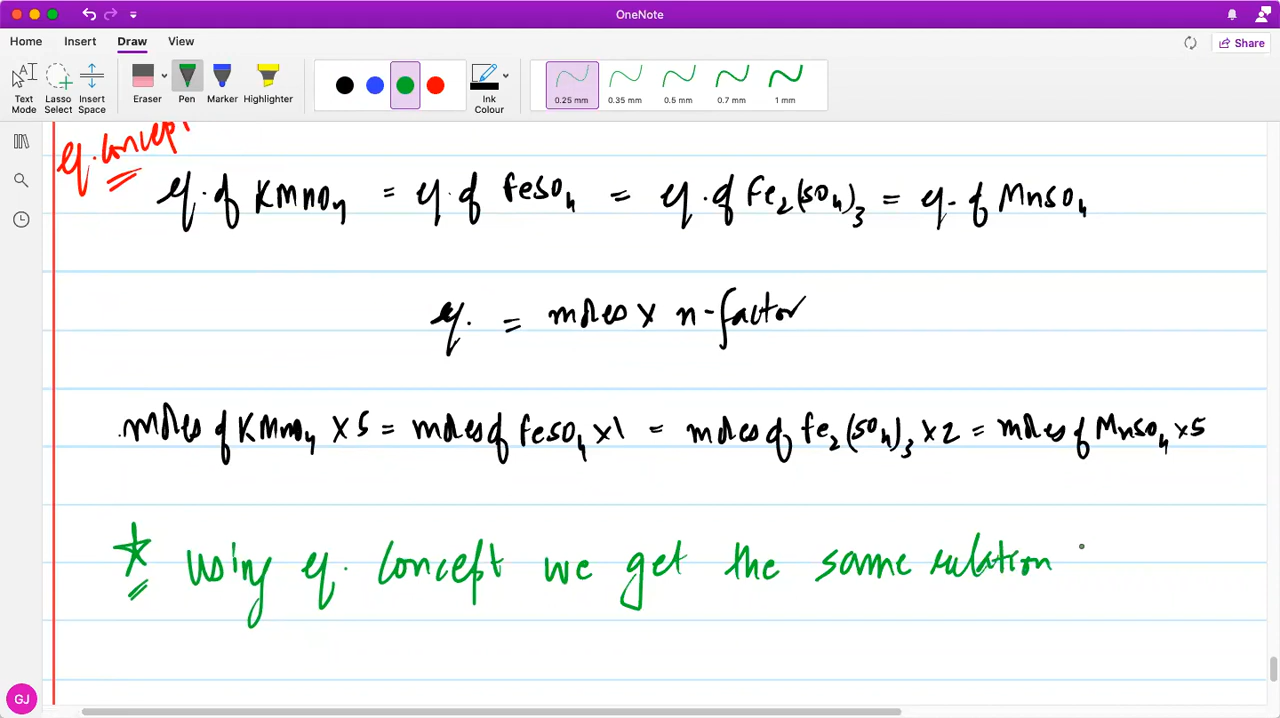 OneNote
Home Insert Draw View
Share
Text Mode
Lasso Select
Insert Space
Eraser
Pen
Marker
Highlighter
Ink Colour
0.25 mm 0.35 mm 0.5 mm 0.7 mm 1 mm
eq. concept
eq. of KMnO4 = eq. of FeSO4 = eq. of Fe2(SO4)3 = eq. of MnSO4
eq. = moles x n-factor
moles of KMnO4 x 5 = moles of FeSO4 x 1 = moles of Fe2(SO4)3 x 2 = moles of MnSO4 x 5
* Using eq. concept we get the same relation
GJ